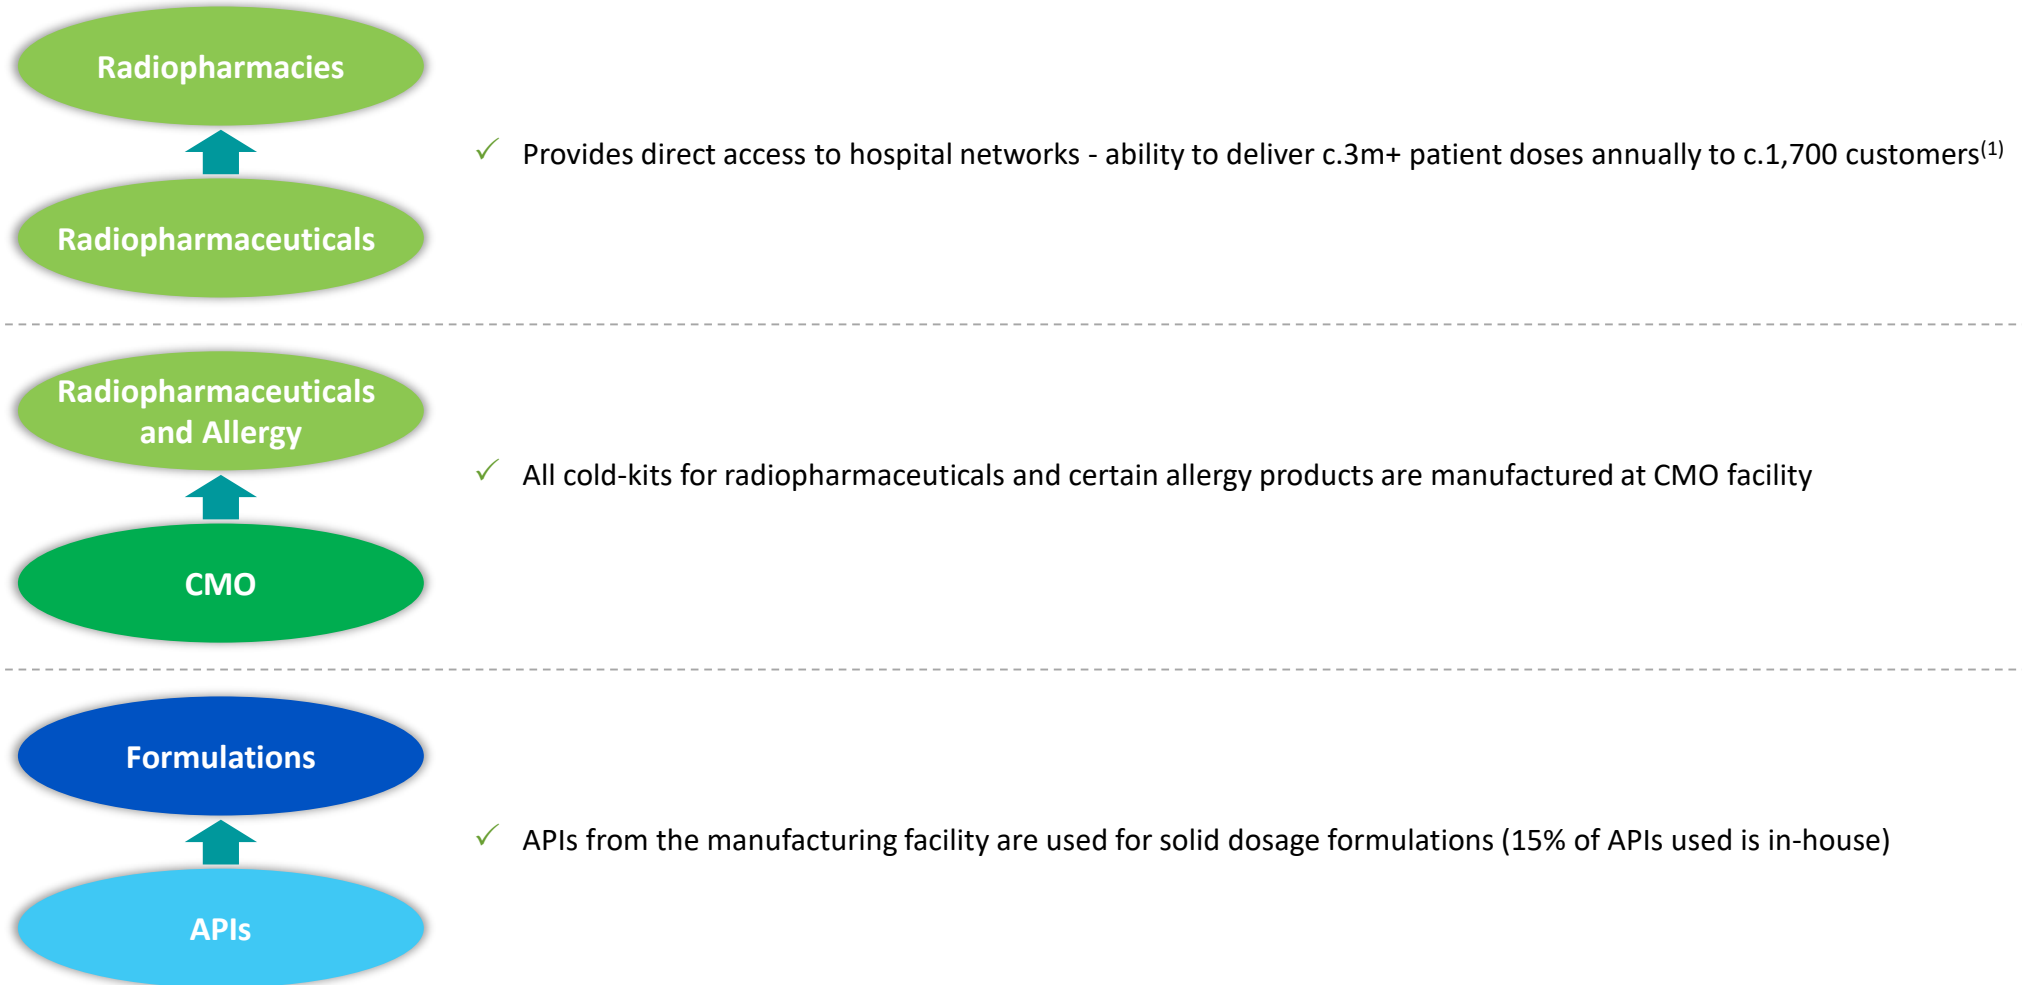 Radiopharmacies
✓ Provides direct access to hospital networks - ability to deliver c.3m+ patient doses annually to c.1,700 customers(1)
Radiopharmaceuticals
Radiopharmaceuticals
and Allergy
✓ All cold-kits for radiopharmaceuticals and certain allergy products are manufactured at CMO facility
CMO
Formulations
✓ APIs from the manufacturing facility are used for solid dosage formulations (15% of APIs used is in-house)
APIs